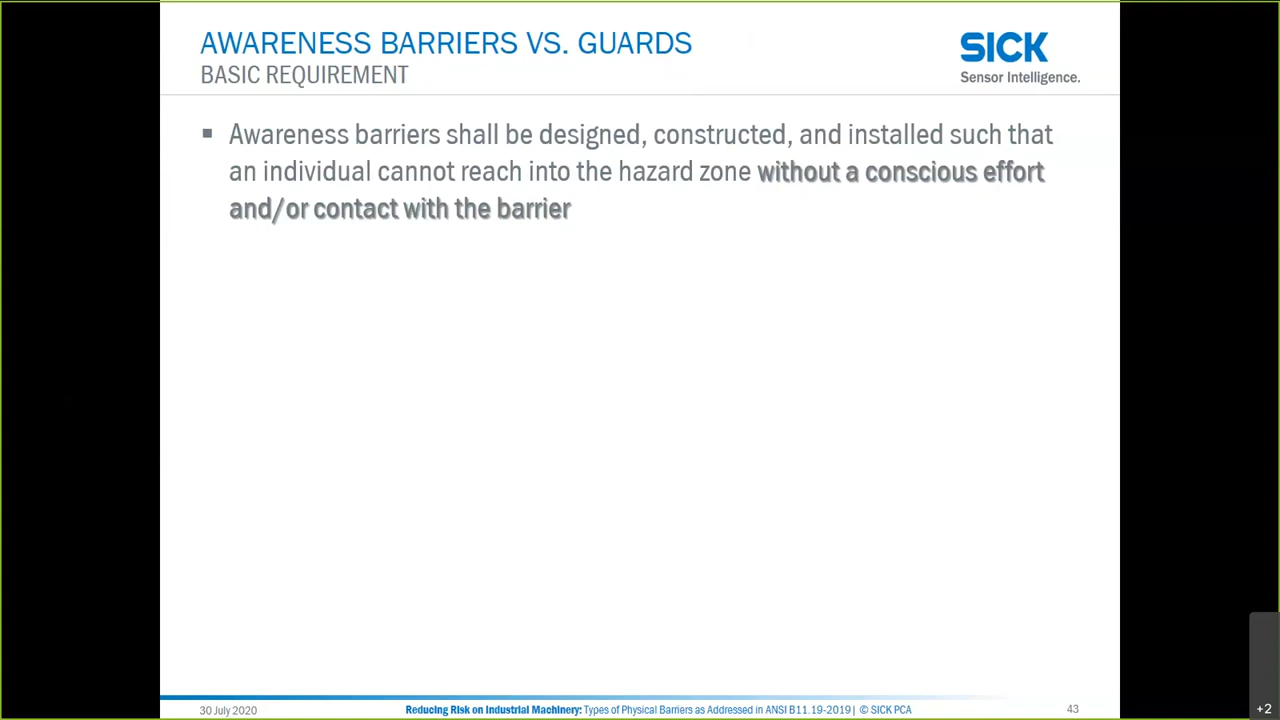 AWARENESS BARRIERS VS. GUARDS
BASIC REQUIREMENT
SICK
Sensor Intelligence.
▪ Awareness barriers shall be designed, constructed, and installed such that
an individual cannot reach into the hazard zone without a conscious effort
and/or contact with the barrier
30 July 2020
Reducing Risk on Industrial Machinery: Types of Physical Barriers as Addressed in ANSI B11.19-2019 | © SICK PCA
43
+2